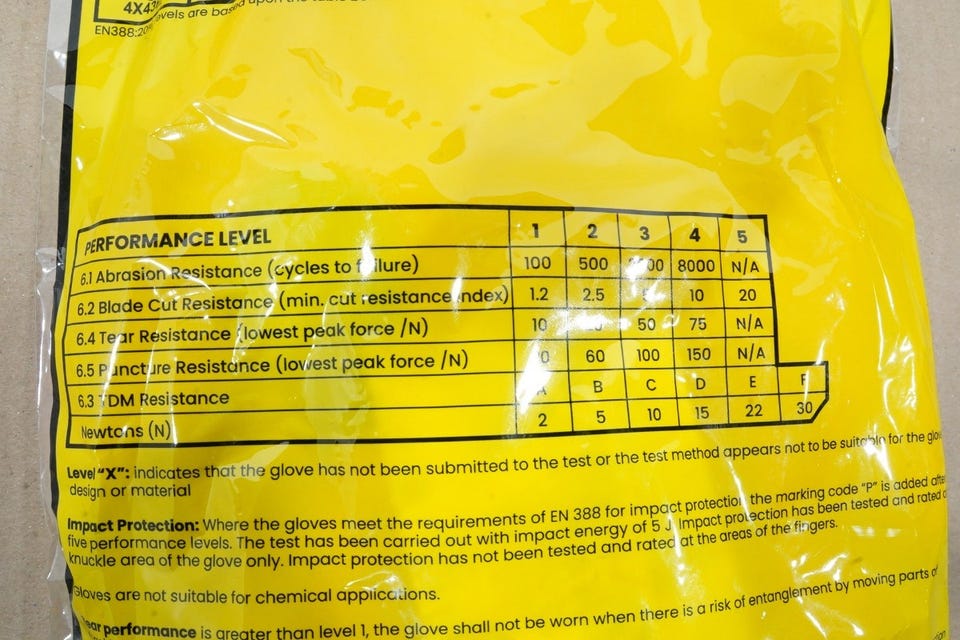 4X43
levels are based upon the table
EN388:20
PERFORMANCE LEVEL 1 2 3 4 5
6.1 Abrasion Resistance (cycles to failure) 100 500 8000 N/A
6.2 Blade Cut Resistance (min. cut resistance index) 1.2 2.5 10 20
6.4 Tear Resistance (lowest peak force /N) 10 50 75 N/A
6.5 Puncture Resistance (lowest peak force /N) 60 100 150 N/A
6.3 TDM Resistance A B C D E F
Newtons (N) 2 5 10 15 22 30
Level "X": indicates that the glove has not been submitted to the test or the test method appears not to be suitable for the glove
design or material
Impact Protection: Where the gloves meet the requirements of EN 388 for impact protection the marking code "P" is added after
five performance levels. The test has been carried out with impact energy of 5 J. Impact protection has been tested and rated
knuckle area of the glove only. Impact protection has not been tested and rated at the areas of the fingers.
Gloves are not suitable for chemical applications.
tear performance is greater than level 1, the glove shall not be worn when there is a risk of entanglement by moving parts of